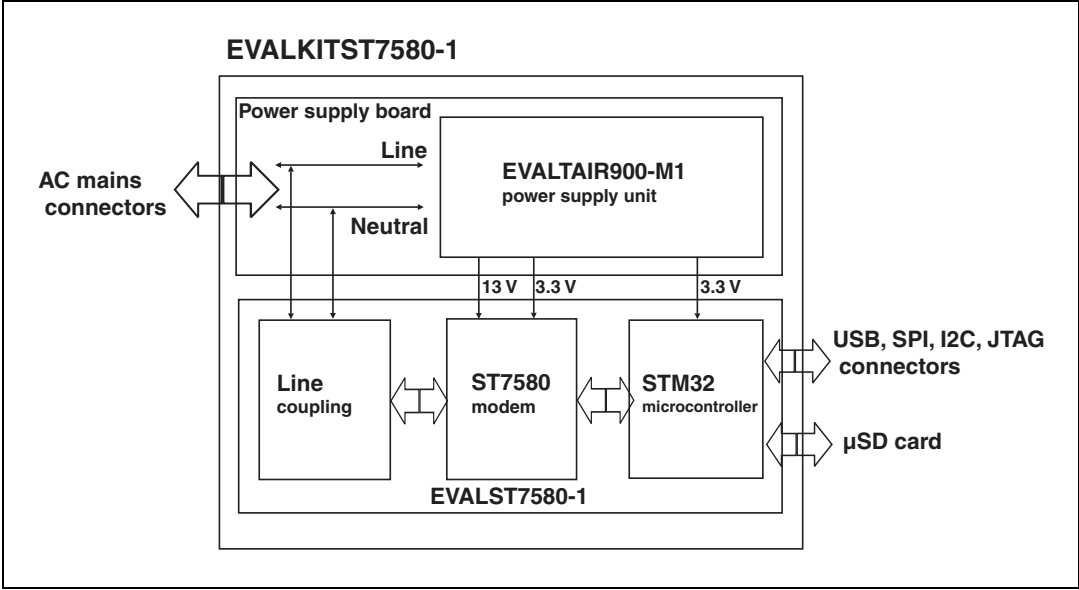 EVALKITST7580-1
Power supply board
Line
EVALTAIR900-M1
power supply unit
AC mains
connectors
Neutral
13 V
3.3 V
3.3 V
USB, SPI, I2C, JTAG
connectors
Line
coupling
ST7580
modem
STM32
microcontroller
µSD card
EVALST7580-1